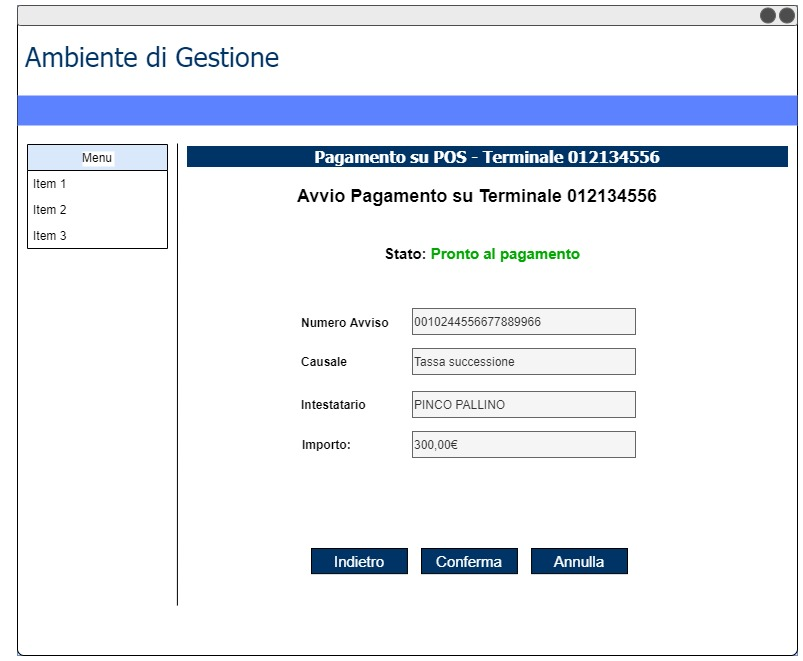 Ambiente di Gestione
Menu
Item 1
Item 2
Item 3
Pagamento su POS - Terminale 012134556
Avvio Pagamento su Terminale 012134556
Stato: Pronto al pagamento
Numero Avviso 0010244556677889966
Causale Tassa successione
Intestatario PINCO PALLINO
Importo: 300,00€
Indietro Conferma Annulla